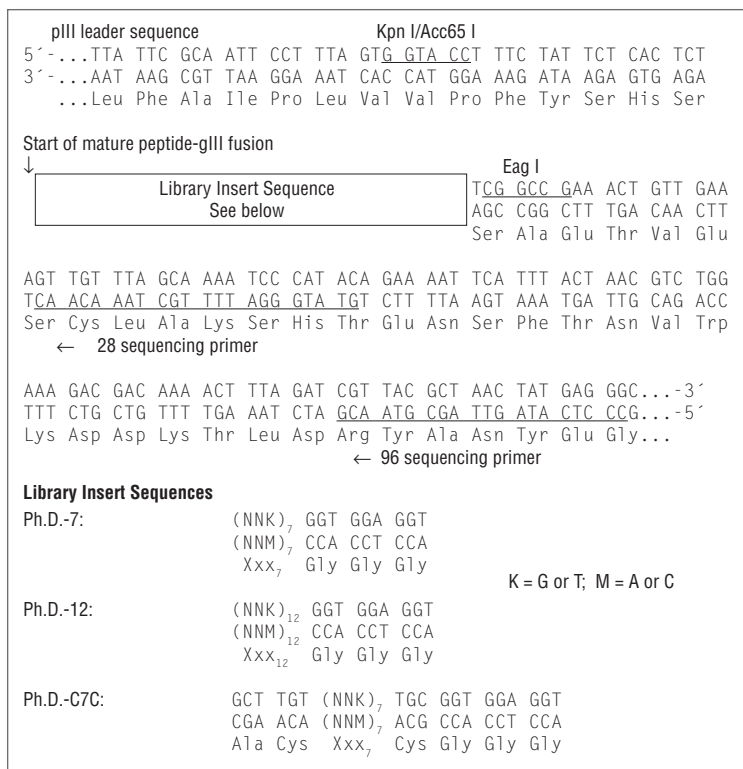 pIII leader sequence Kpn I/Acc65 I
5´-...TTA TTC GCA ATT CCT TTA GTG GTA CCT TTC TAT TCT CAC TCT
3´-...AAT AAG CGT TAA GGA AAT CAC CAT GGA AAG ATA AGA GTG AGA
...Leu Phe Ala Ile Pro Leu Val Val Pro Phe Tyr Ser His Ser
Start of mature peptide-gIII fusion
↓
Eag I
Library Insert Sequence TCG GCC GAA ACT GTT GAA
See below AGC CGG CTT TGA CAA CTT
Ser Ala Glu Thr Val Glu
AGT TGT TTA GCA AAA TCC CAT ACA GAA AAT TCA TTT ACT AAC GTC TGG
TCA ACA AAT CGT TTT AGG GTA TGT CTT TTA AGT AAA TGA TTG CAG ACC
Ser Cys Leu Ala Lys Ser His Thr Glu Asn Ser Phe Thr Asn Val Trp
← 28 sequencing primer
AAA GAC GAC AAA ACT TTA GAT CGT TAC GCT AAC TAT GAG GGC...-3´
TTT CTG CTG TTT TGA AAT CTA GCA ATG CGA TTG ATA CTC CCG...-5´
Lys Asp Asp Lys Thr Leu Asp Arg Tyr Ala Asn Tyr Glu Gly...
← 96 sequencing primer
Library Insert Sequences
Ph.D.-7: (NNK)7 GGT GGA GGT
(NNM)7 CCA CCT CCA
Xxx7 Gly Gly Gly
K = G or T; M = A or C
Ph.D.-12: (NNK)12 GGT GGA GGT
(NNM)12 CCA CCT CCA
Xxx12 Gly Gly Gly
Ph.D.-C7C: GCT TGT (NNK)7 TGC GGT GGA GGT
CGA ACA (NNM)7 ACG CCA CCT CCA
Ala Cys Xxx7 Cys Gly Gly Gly